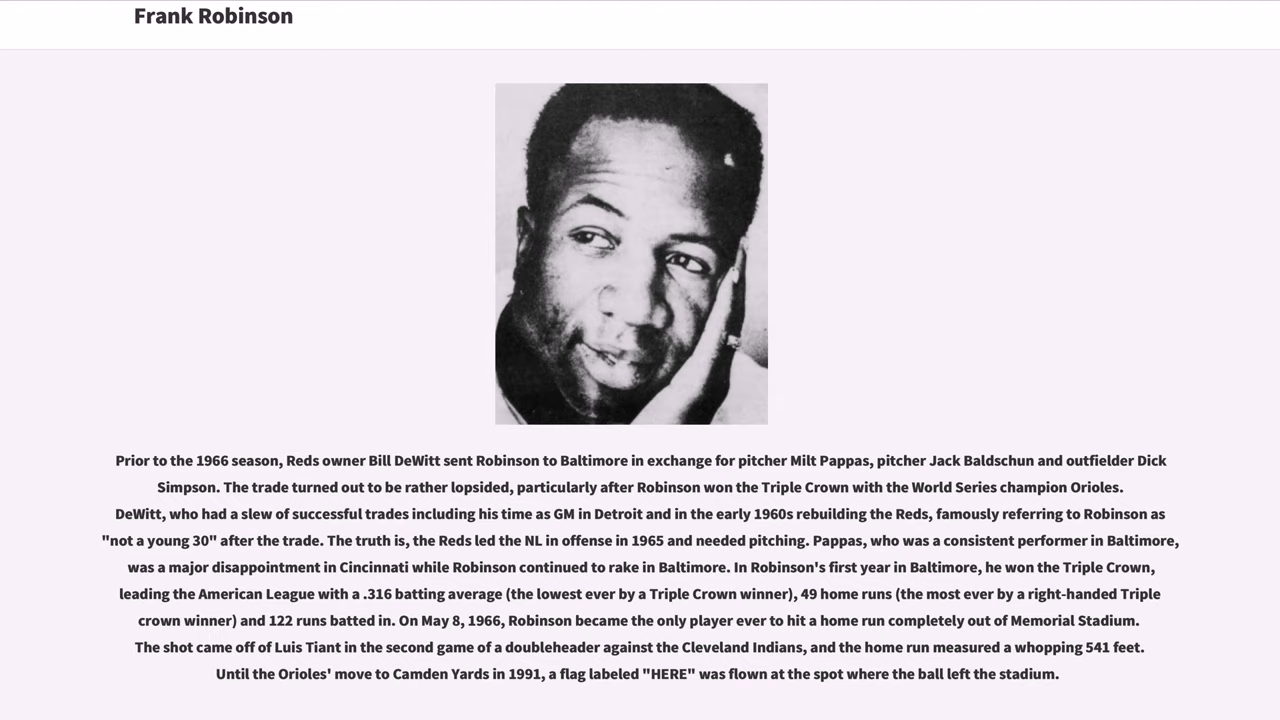 Frank Robinson
Prior to the 1966 season, Reds owner Bill DeWitt sent Robinson to Baltimore in exchange for pitcher Milt Pappas, pitcher Jack Baldschun and outfielder Dick
Simpson. The trade turned out to be rather lopsided, particularly after Robinson won the Triple Crown with the World Series champion Orioles.
DeWitt, who had a slew of successful trades including his time as GM in Detroit and in the early 1960s rebuilding the Reds, famously referring to Robinson as
"not a young 30" after the trade. The truth is, the Reds led the NL in offense in 1965 and needed pitching. Pappas, who was a consistent performer in Baltimore,
was a major disappointment in Cincinnati while Robinson continued to rake in Baltimore. In Robinson's first year in Baltimore, he won the Triple Crown,
leading the American League with a .316 batting average (the lowest ever by a Triple Crown winner), 49 home runs (the most ever by a right-handed Triple
crown winner) and 122 runs batted in. On May 8, 1966, Robinson became the only player ever to hit a home run completely out of Memorial Stadium.
The shot came off of Luis Tiant in the second game of a doubleheader against the Cleveland Indians, and the home run measured a whopping 541 feet.
Until the Orioles' move to Camden Yards in 1991, a flag labeled "HERE" was flown at the spot where the ball left the stadium.